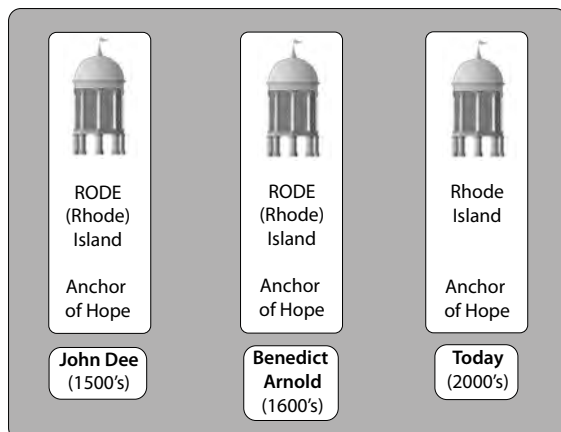 RODE
(Rhode)
Island
Anchor
of Hope
John Dee
(1500's)
RODE
(Rhode)
Island
Anchor
of Hope
Benedict
Arnold
(1600's)
Rhode
Island
Anchor
of Hope
Today
(2000's)